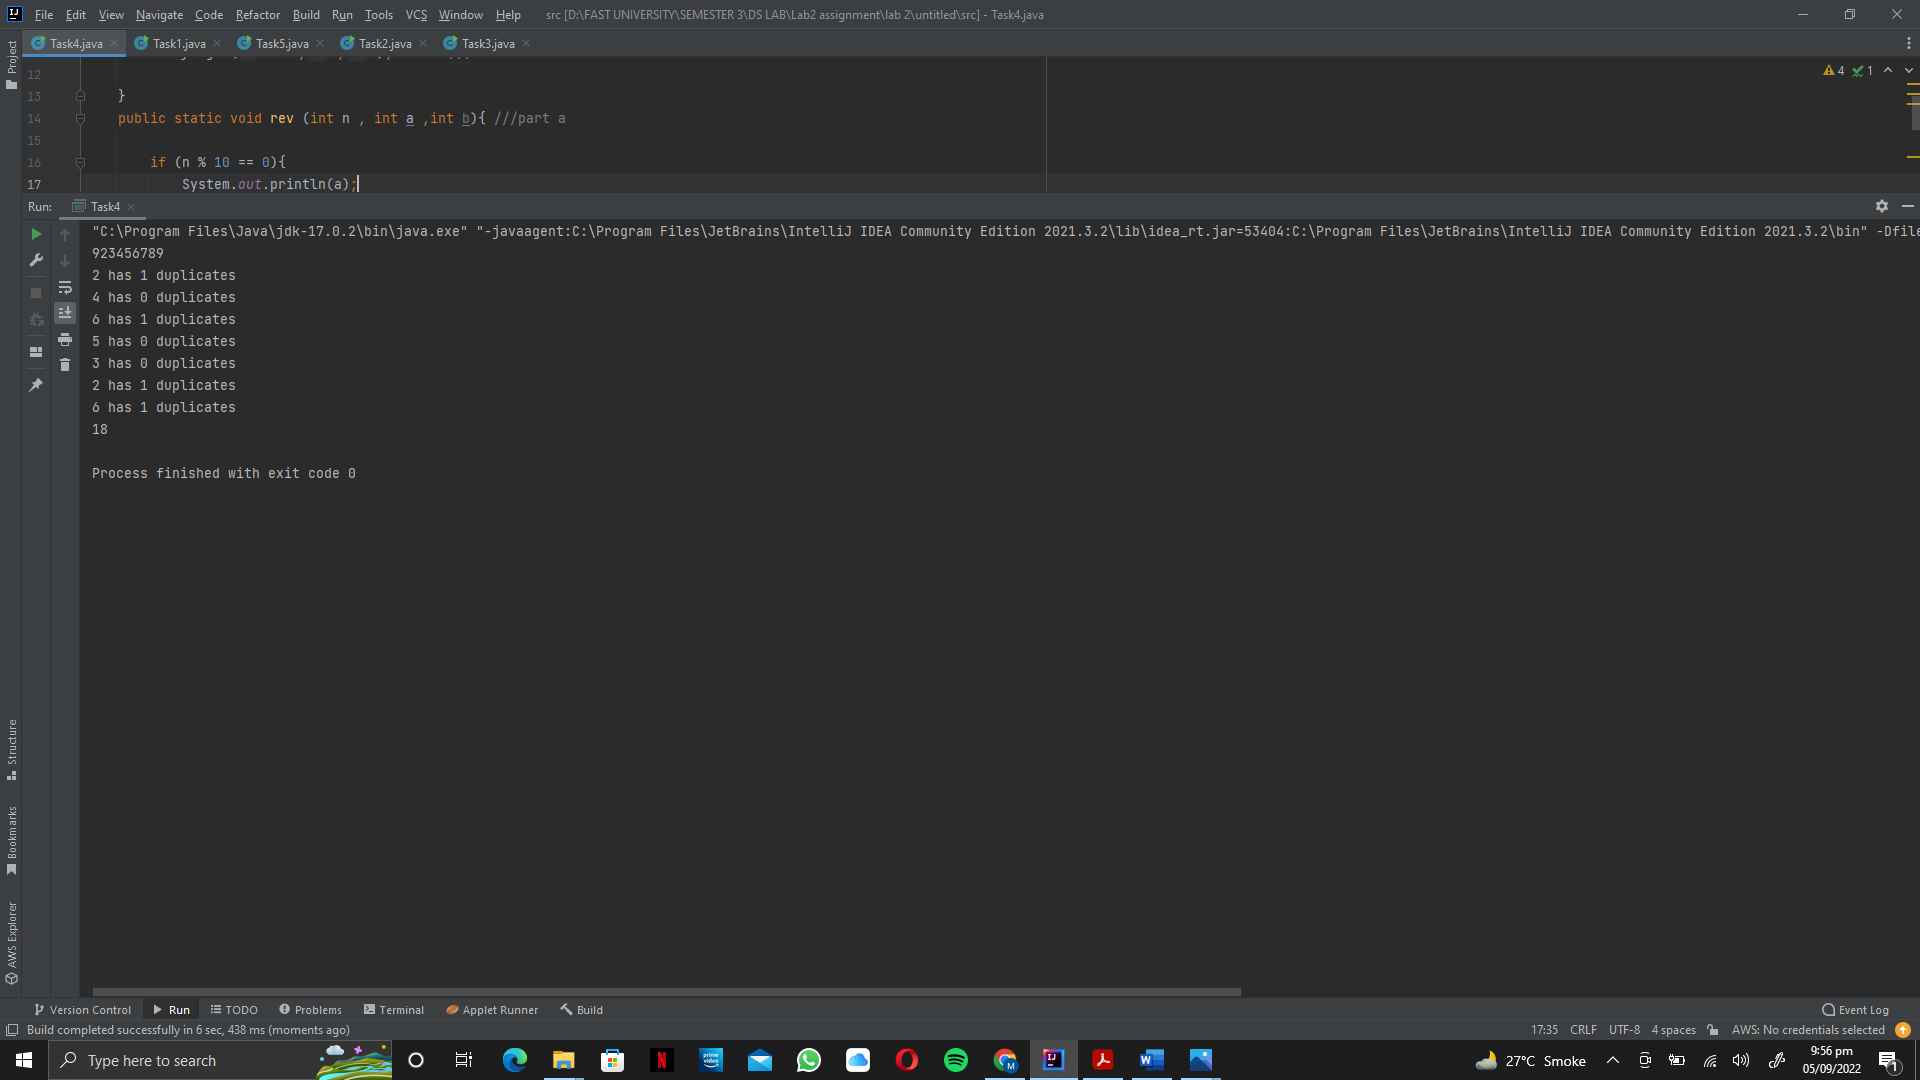 File Edit View Navigate Code Refactor Build Run Tools VCS Window Help src [D:\FAST UNIVERSITY\SEMESTER 3\DS LAB\Lab2 assignment\lab 2\untitled\src] - Task4.java
Task4.java Task1.java Task5.java Task2.java Task3.java
Project
12
4 1
13 }
14 public static void rev (int n , int a ,int b){ ///part a
15
16 if (n % 10 == 0){
17 System.out.println(a);
Run: Task4
"C:\Program Files\Java\jdk-17.0.2\bin\java.exe" "-javaagent:C:\Program Files\JetBrains\IntelliJ IDEA Community Edition 2021.3.2\lib\idea_rt.jar=53404:C:\Program Files\JetBrains\IntelliJ IDEA Community Edition 2021.3.2\bin" -Dfile
923456789
2 has 1 duplicates
4 has 0 duplicates
6 has 1 duplicates
5 has 0 duplicates
3 has 0 duplicates
2 has 1 duplicates
6 has 1 duplicates
18
Process finished with exit code 0
Structure
Bookmarks
AWS Explorer
Version Control Run TODO Problems Terminal Applet Runner Build Event Log
Build completed successfully in 6 sec, 438 ms (moments ago) 17:35 CRLF UTF-8 4 spaces AWS: No credentials selected
Type here to search 27°C Smoke 9:56 pm
05/09/2022